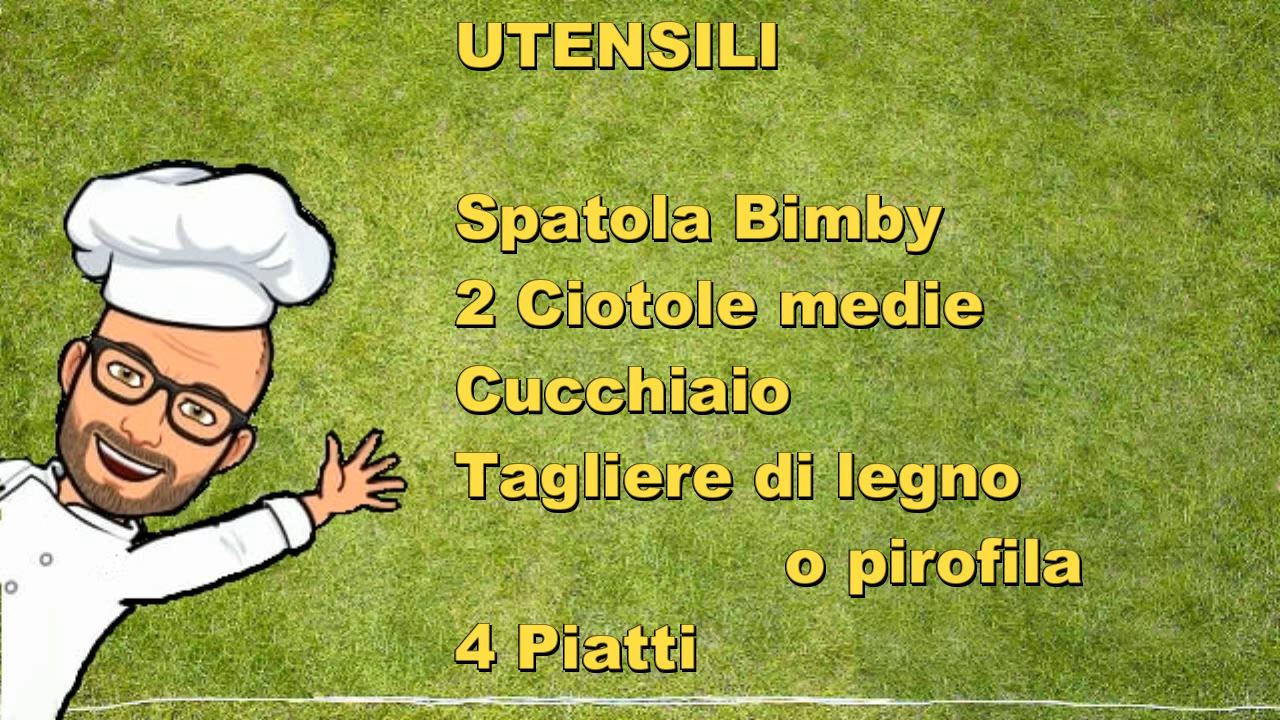 UTENSILI
Spatola Bimby
2 Ciotole medie
Cucchiaio
Tagliere di legno
o pirofila
4 Piatti